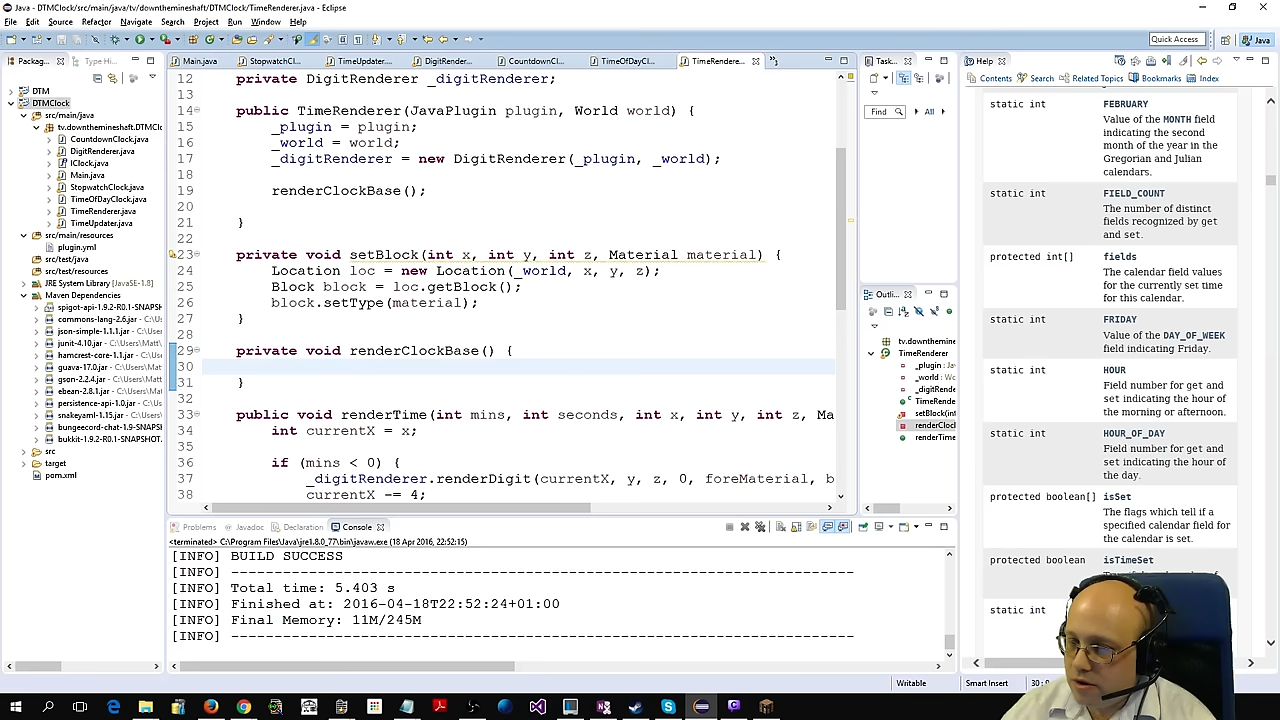 Java - DTMClock/src/main/java/tv/downthemineshaft/DTMClock/TimeRenderer.java - Eclipse
File Edit Source Refactor Navigate Search Project Run Window Help
Quick Access
Java
Packag...
Type Hi...
DTM
DTMClock
src/main/java
tv.downthemineshaft.DTMCl
CountdownClock.java
DigitRenderer.java
IClock.java
Main.java
StopwatchClock.java
TimeOfDayClock.java
TimeRenderer.java
TimeUpdater.java
src/main/resources
plugin.yml
src/test/java
src/test/resources
JRE System Library [JavaSE-1.8]
Maven Dependencies
spigot-api-1.9.2-R0.1-SNAPSH
commons-lang-2.6.jar - C:\U
json-simple-1.1.1.jar - C:\Use
junit-4.10.jar - C:\Users\Matt
hamcrest-core-1.1.jar - C:\Us
guava-17.0.jar - C:\Users\Matt
gson-2.2.4.jar - C:\Users\Matt
ebean-2.8.1.jar - C:\Users\Mat
persistence-api-1.0.jar - C:\Us
snakeyaml-1.15.jar - C:\Users
bungeecord-chat-1.9-SNAPSH
bukkit-1.9.2-R0.1-SNAPSHOT.
src
target
pom.xml
Main.java
StopwatchCl...
TimeUpdater....
DigitRender...
CountdownCl...
TimeOfDayCl...
TimeRendere...
12 private DigitRenderer _digitRenderer;
13
14 public TimeRenderer(JavaPlugin plugin, World world) {
15 _plugin = plugin;
16 _world = world;
17 _digitRenderer = new DigitRenderer(_plugin, _world);
18
19 renderClockBase();
20
21 }
22
23 private void setBlock(int x, int y, int z, Material material) {
24 Location loc = new Location(_world, x, y, z);
25 Block block = loc.getBlock();
26 block.setType(material);
27 }
28
29 private void renderClockBase() {
30
31 }
32
33 public void renderTime(int mins, int seconds, int x, int y, int z, Ma
34 int currentX = x;
35
36 if (mins < 0) {
37 _digitRenderer.renderDigit(currentX, y, z, 0, foreMaterial, b
38 currentX -= 4;
Problems
Javadoc
Declaration
Console
<terminated> C:\Program Files\Java\jre1.8.0_77\bin\javaw.exe (18 Apr 2016, 22:52:15)
[INFO] BUILD SUCCESS
[INFO] ------------------------------------------------------------------------
[INFO] Total time: 5.403 s
[INFO] Finished at: 2016-04-18T22:52:24+01:00
[INFO] Final Memory: 11M/245M
[INFO] ------------------------------------------------------------------------
Task...
Find
All
Outli...
tv.downthemine
TimeRenderer
_plugin : Jav
_world : Wo
_digitRende
TimeRende
setBlock(int
renderCloc
renderTime
Help
Contents Search Related Topics Bookmarks Index
static int FEBRUARY
Value of the MONTH field
indicating the second
month of the year in the
Gregorian and Julian
calendars.
static int FIELD_COUNT
The number of distinct
fields recognized by get
and set.
protected int[] fields
The calendar field values
for the currently set time
for this calendar.
static int FRIDAY
Value of the DAY_OF_WEEK
field indicating Friday.
static int HOUR
Field number for get and
set indicating the hour of
the morning or afternoon.
static int HOUR_OF_DAY
Field number for get and
set indicating the hour of
the day.
protected boolean[] isSet
The flags which tell if a
specified calendar field for
the calendar is set.
protected boolean isTimeSet
static int
Writable
Smart Insert
30 :